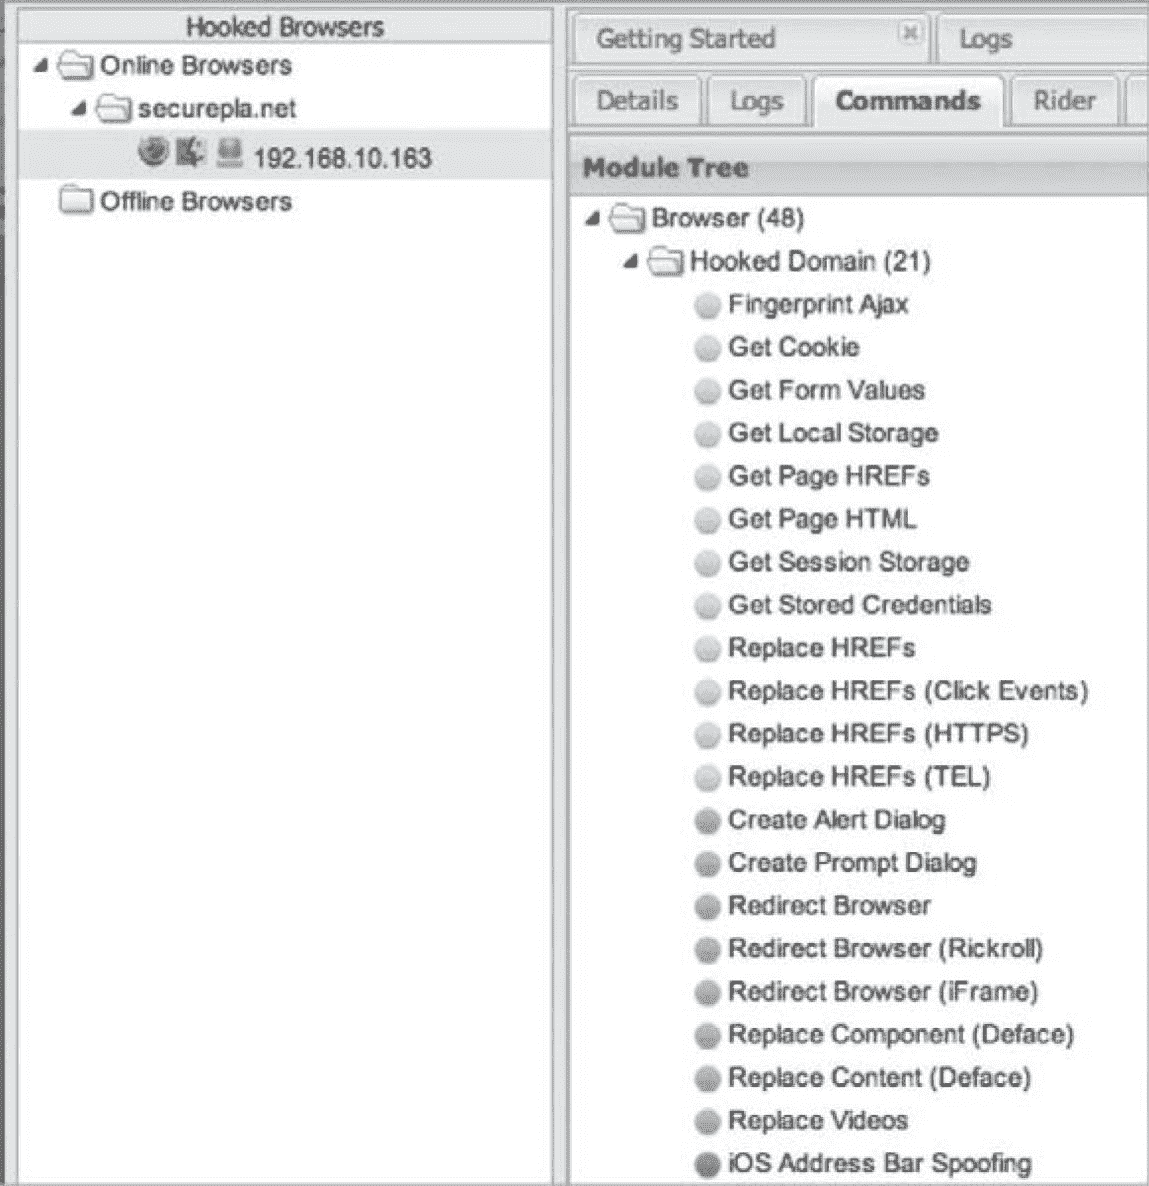 Hooked Browsers
Online Browsers
securepla.net
192.168.10.163
Offline Browsers
Getting Started
Logs
Details
Logs
Commands
Rider
Module Tree
Browser (48)
Hooked Domain (21)
Fingerprint Ajax
Get Cookie
Get Form Values
Get Local Storage
Get Page HREFs
Get Page HTML
Get Session Storage
Get Stored Credentials
Replace HREFs
Replace HREFs (Click Events)
Replace HREFs (HTTPS)
Replace HREFs (TEL)
Create Alert Dialog
Create Prompt Dialog
Redirect Browser
Redirect Browser (Rickroll)
Redirect Browser (iFrame)
Replace Component (Deface)
Replace Content (Deface)
Replace Videos
iOS Address Bar Spoofing